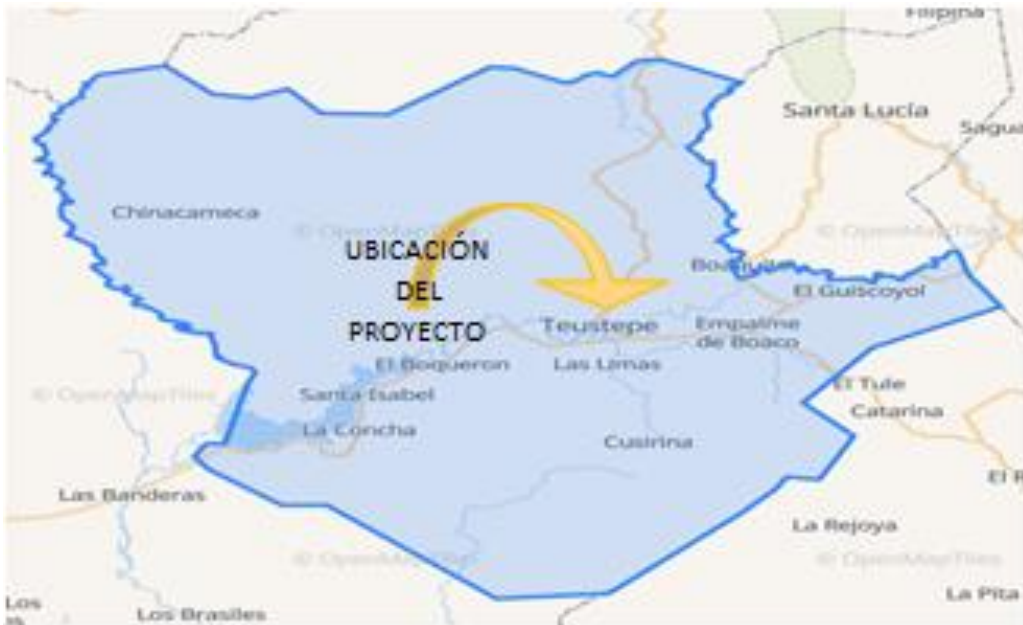 Filipina
Santa Lucía
Sagua
Chinacameca
© OpenMapTiles
UBICACIÓN
DEL
PROYECTO
El Guiscoyol
Teustepe
Empalme
de Boaco
El Boqueron
Las Limas
Santa Isabel
© OpenMapTiles
El Tule
Catarina
La Concha
Cusirina
El R
Las Banderas
La Rejoya
© OpenMapTiles
© OpenMapTiles
La Pita
Los
Los Brasiles